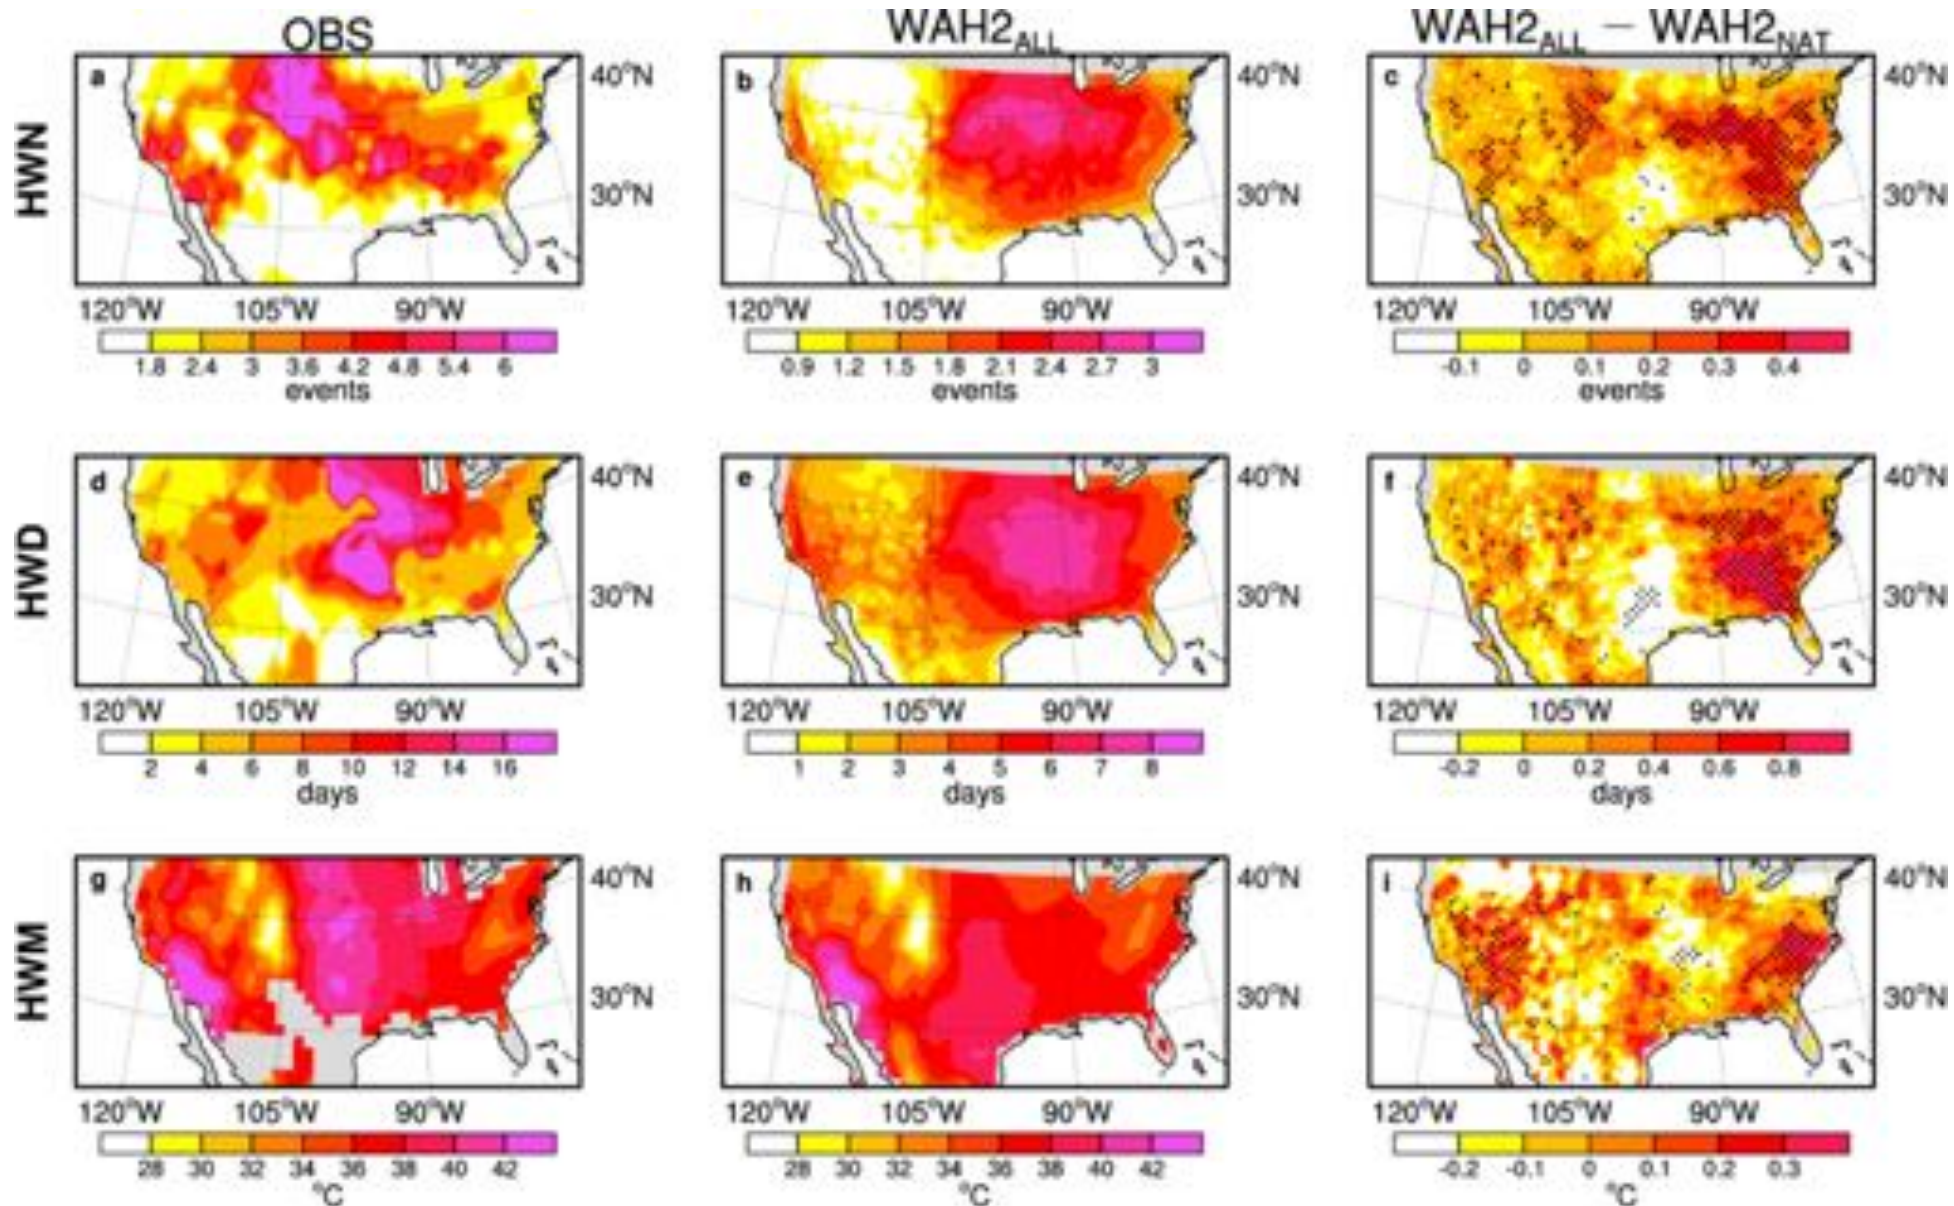 OBS WAH2ALL WAH2ALL − WAH2NAT
HWN
a 40°N b 40°N c 40°N
30°N 30°N 30°N
120°W 105°W 90°W 120°W 105°W 90°W 120°W 105°W 90°W
1.8 2.4 3 3.6 4.2 4.8 5.4 6 0.9 1.2 1.5 1.8 2.1 2.4 2.7 3 -0.1 0 0.1 0.2 0.3 0.4
events events events
HWD
d 40°N e 40°N f 40°N
30°N 30°N 30°N
120°W 105°W 90°W 120°W 105°W 90°W 120°W 105°W 90°W
2 4 6 8 10 12 14 16 1 2 3 4 5 6 7 8 -0.2 0 0.2 0.4 0.6 0.8
days days days
HWM
g 40°N h 40°N i 40°N
30°N 30°N 30°N
120°W 105°W 90°W 120°W 105°W 90°W 120°W 105°W 90°W
28 30 32 34 36 38 40 42 28 30 32 34 36 38 40 42 -0.2 -0.1 0 0.1 0.2 0.3
°C °C °C